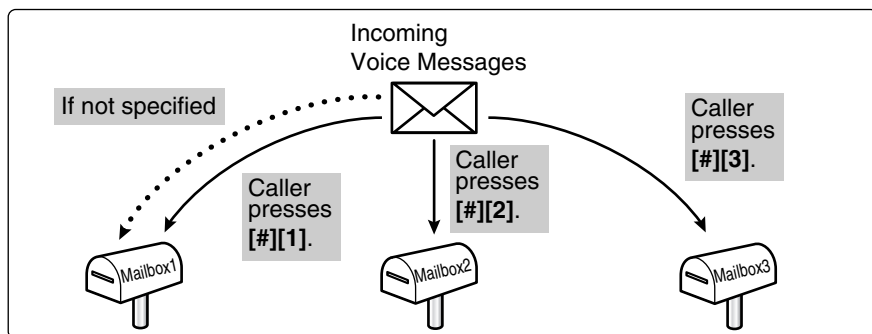 Incoming
Voice Messages
If not specified
Caller
presses
[#][1].
Caller
presses
[#][2].
Caller
presses
[#][3].
Mailbox1
Mailbox2
Mailbox3